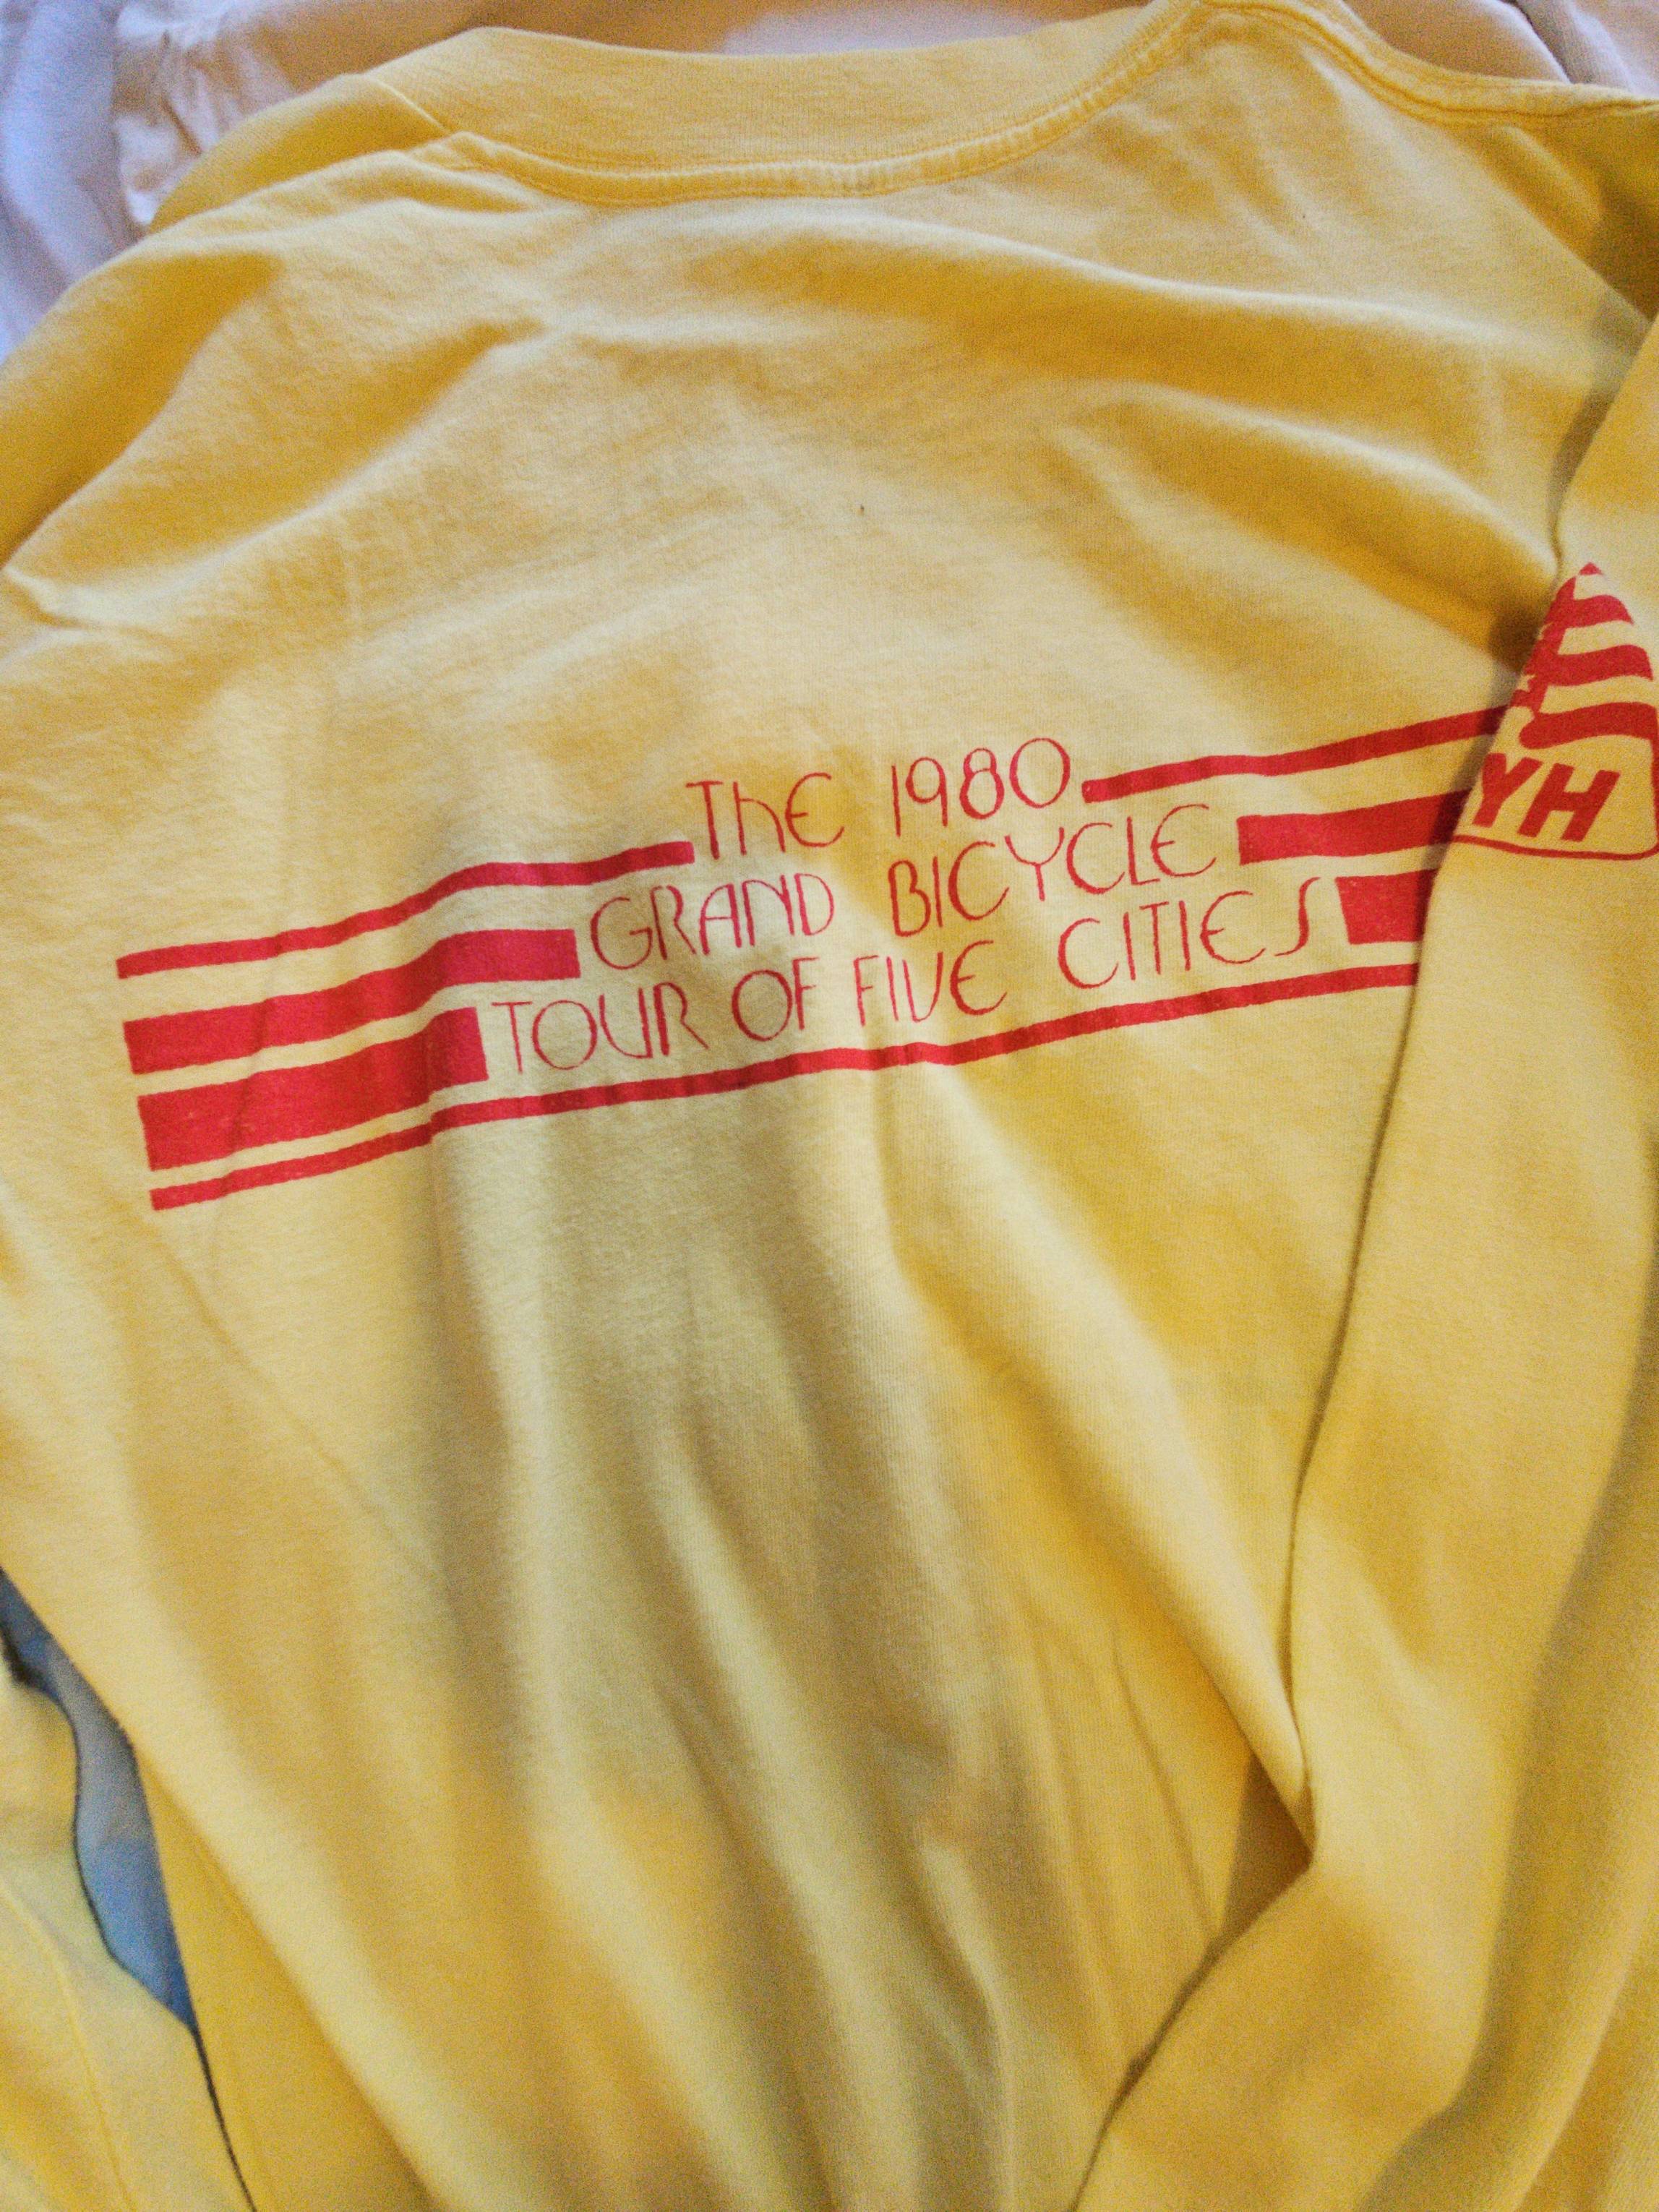 THE 1980
GRAND BICYCLE
TOUR OF FIVE CITIES
YH